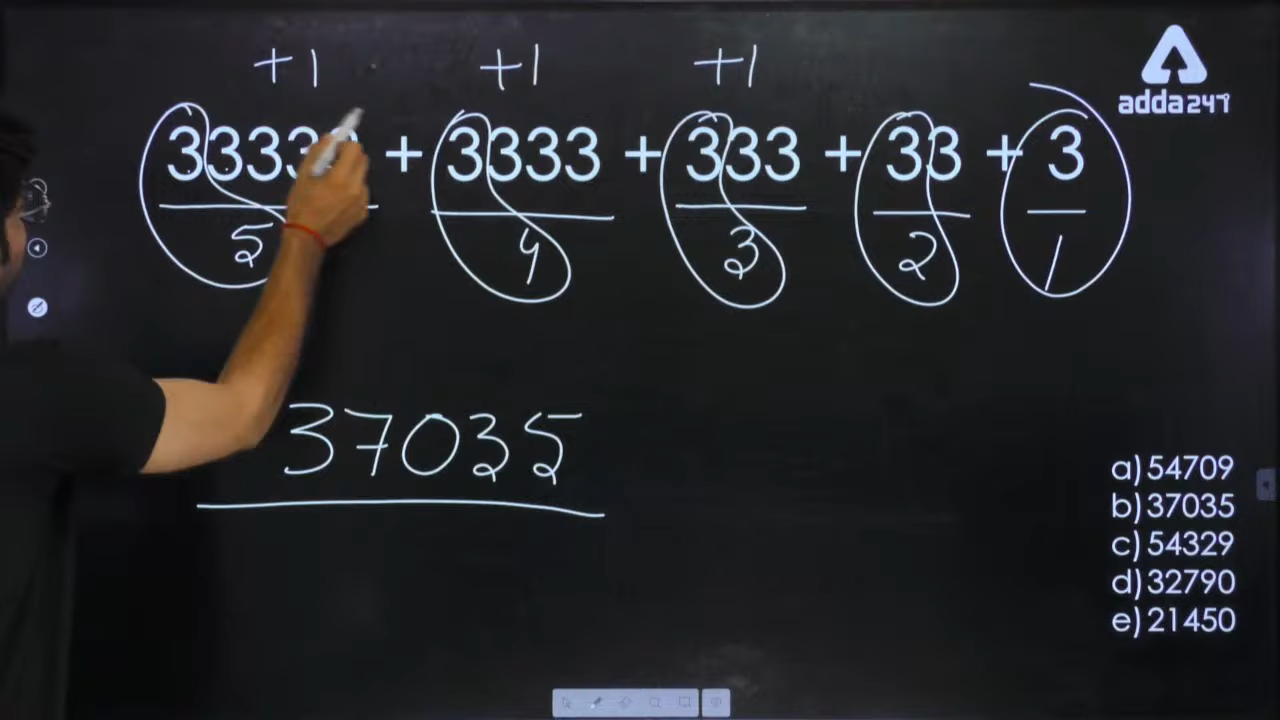 +1 +1 +1
adda247
3333 + 3333 + 333 + 33 + 3
5 4 3 2 1
37035
a) 54709
b) 37035
c) 54329
d) 32790
e) 21450